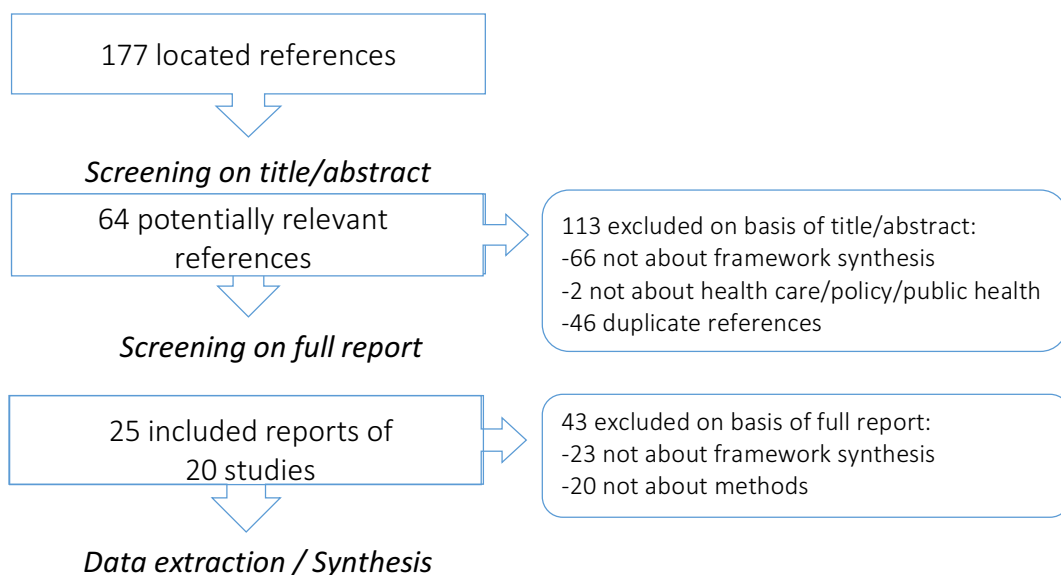 177 located references
Screening on title/abstract
64 potentially relevant
references
113 excluded on basis of title/abstract:
-66 not about framework synthesis
-2 not about health care/policy/public health
-46 duplicate references
Screening on full report
25 included reports of
20 studies
43 excluded on basis of full report:
-23 not about framework synthesis
-20 not about methods
Data extraction / Synthesis